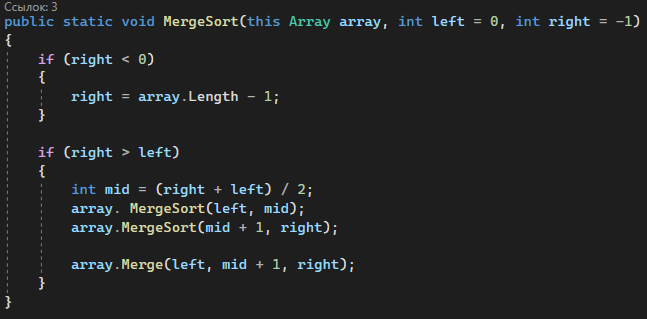 Ссылок: 3
public static void MergeSort(this Array array, int left = 0, int right = -1)
{
    if (right < 0)
    {
        right = array.Length - 1;
    }

    if (right > left)
    {
        int mid = (right + left) / 2;
        array. MergeSort(left, mid);
        array.MergeSort(mid + 1, right);

        array.Merge(left, mid + 1, right);
    }
}